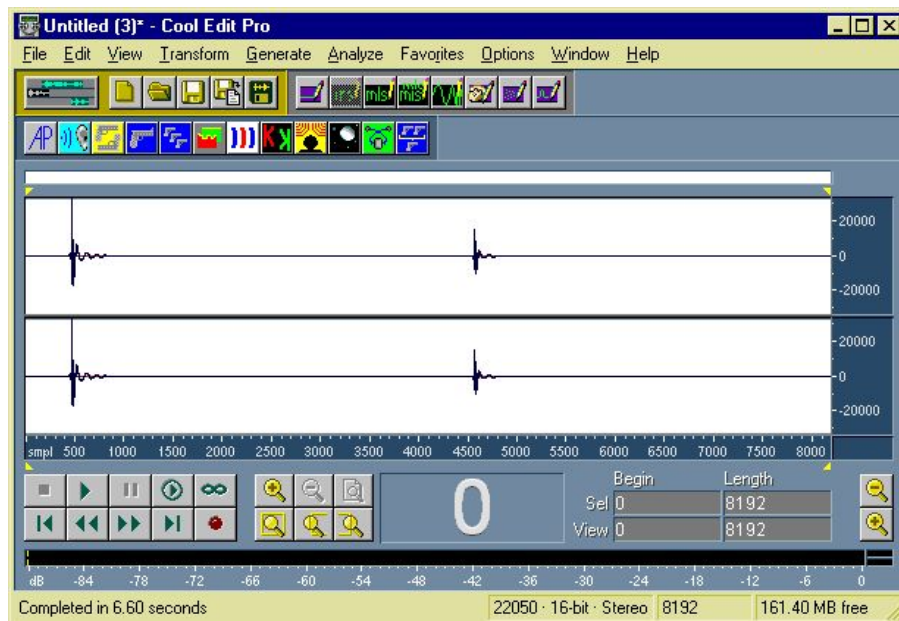 Untitled (3)* - Cool Edit Pro
File Edit View Transform Generate Analyze Favorites Options Window Help
mls mls
AP K y
20000
0
-20000
20000
0
-20000
smpl 500 1000 1500 2000 2500 3000 3500 4000 4500 5000 5500 6000 6500 7000 7500 8000
Begin Length
0 Sel 0 8192
View 0 8192
dB -84 -78 -72 -66 -60 -54 -48 -42 -36 -30 -24 -18 -12 -6 0
Completed in 6.60 seconds 22050 · 16-bit · Stereo 8192 161.40 MB free